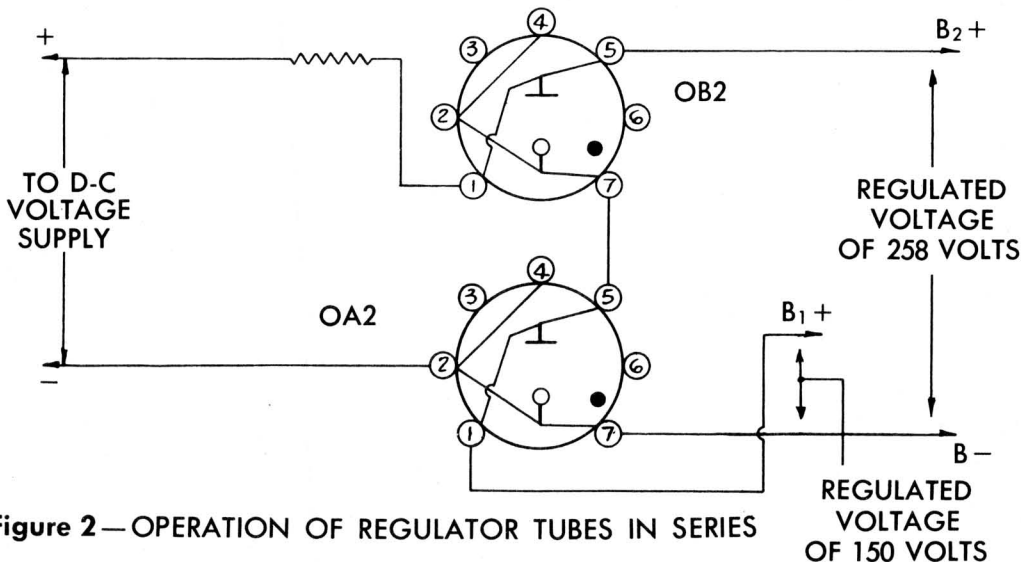 +
TO D-C
VOLTAGE
SUPPLY
−
4
3
5
2
6
1
7
OB2
B2+
4
3
5
2
6
1
7
OA2
B1+
REGULATED
VOLTAGE
OF 258 VOLTS
B−
REGULATED
VOLTAGE
OF 150 VOLTS
igure 2—OPERATION OF REGULATOR TUBES IN SERIES